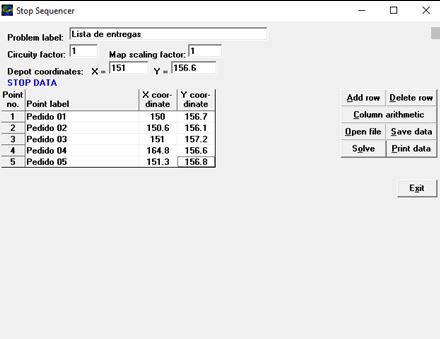 Stop Sequencer
Problem label: Lista de entregas
Circuity factor: 1 Map scaling factor: 1
Depot coordinates: X = 151 Y = 156.6
STOP DATA
Point no. Point label X coor-dinate Y coor-dinate
1 Pedido 01 150 156.7
2 Pedido 02 150.6 156.1
3 Pedido 03 151 157.2
4 Pedido 04 164.8 156.6
5 Pedido 05 151.3 156.8
Add row Delete row
Column arithmetic
Open file Save data
Solve Print data
Exit